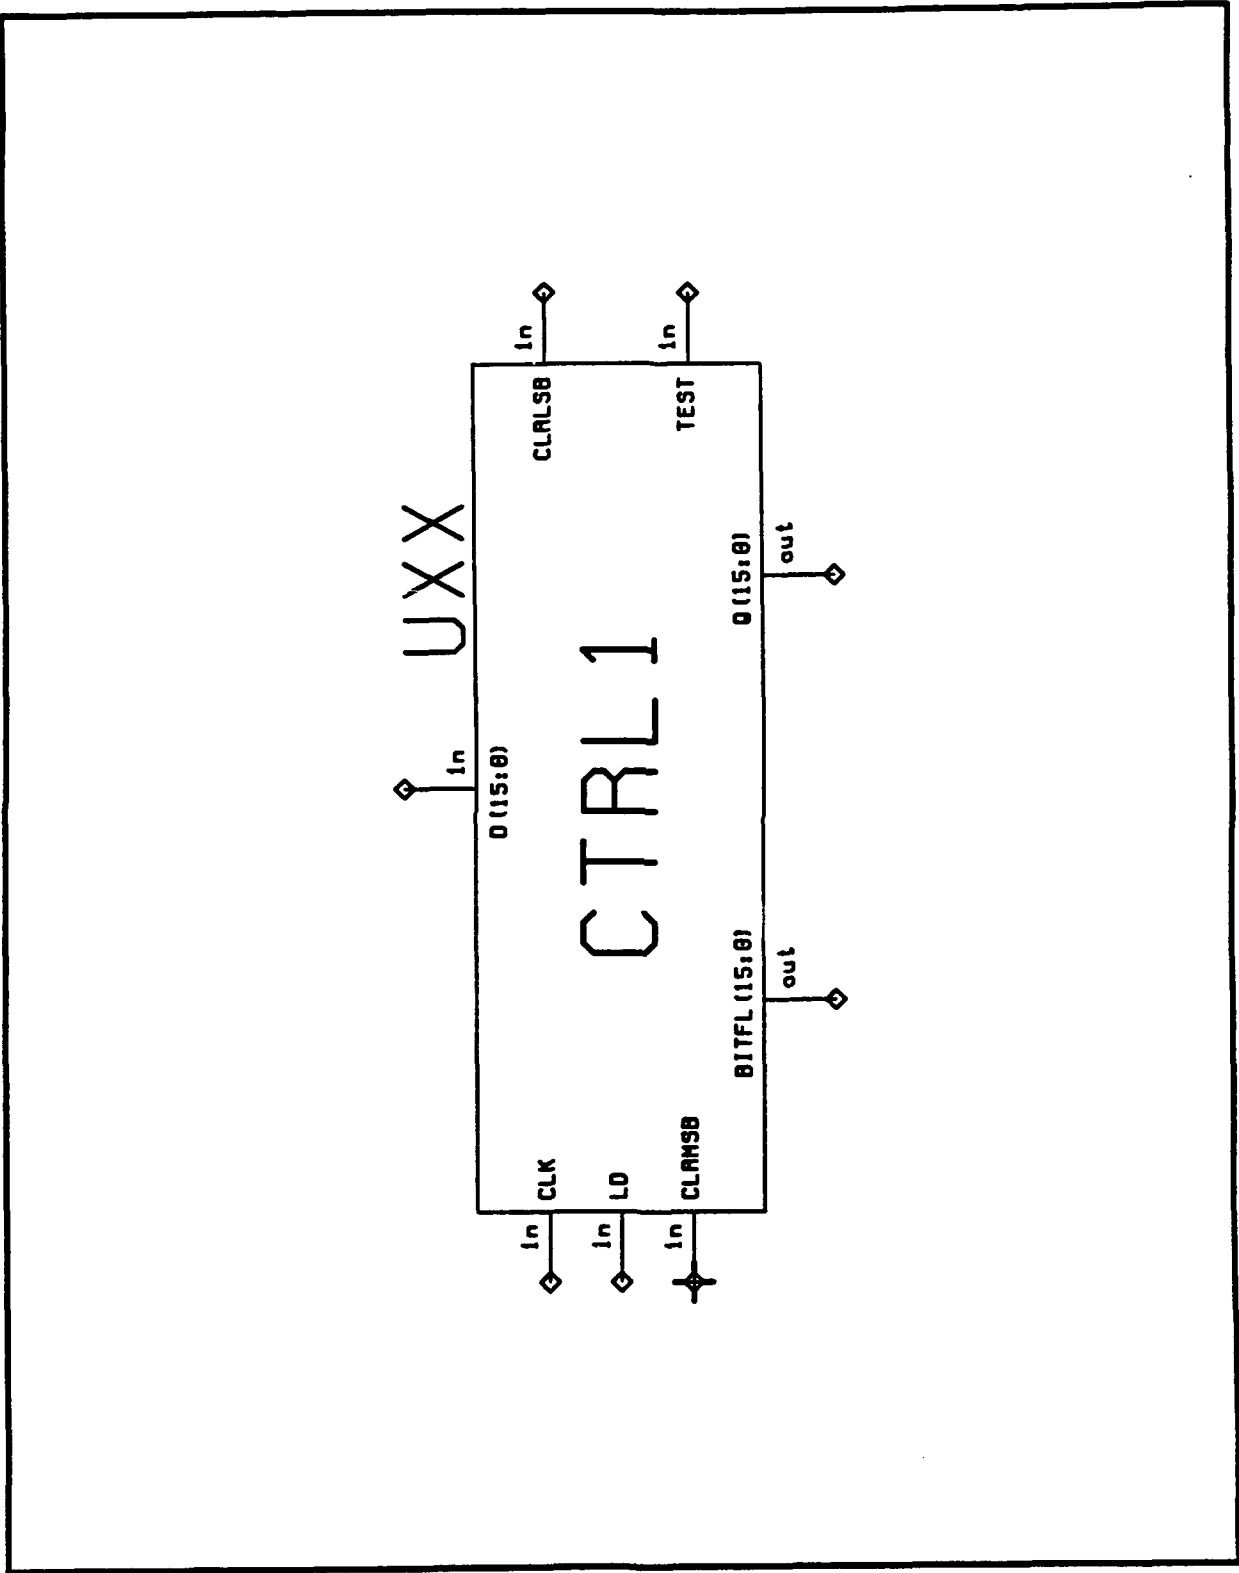 UXX
in
D(15:0)
in
in
CLK
CLRLSB
in
LD
CTRL1
in
in
CLRMSB
TEST
BITFL(15:0)
Q(15:0)
out
out